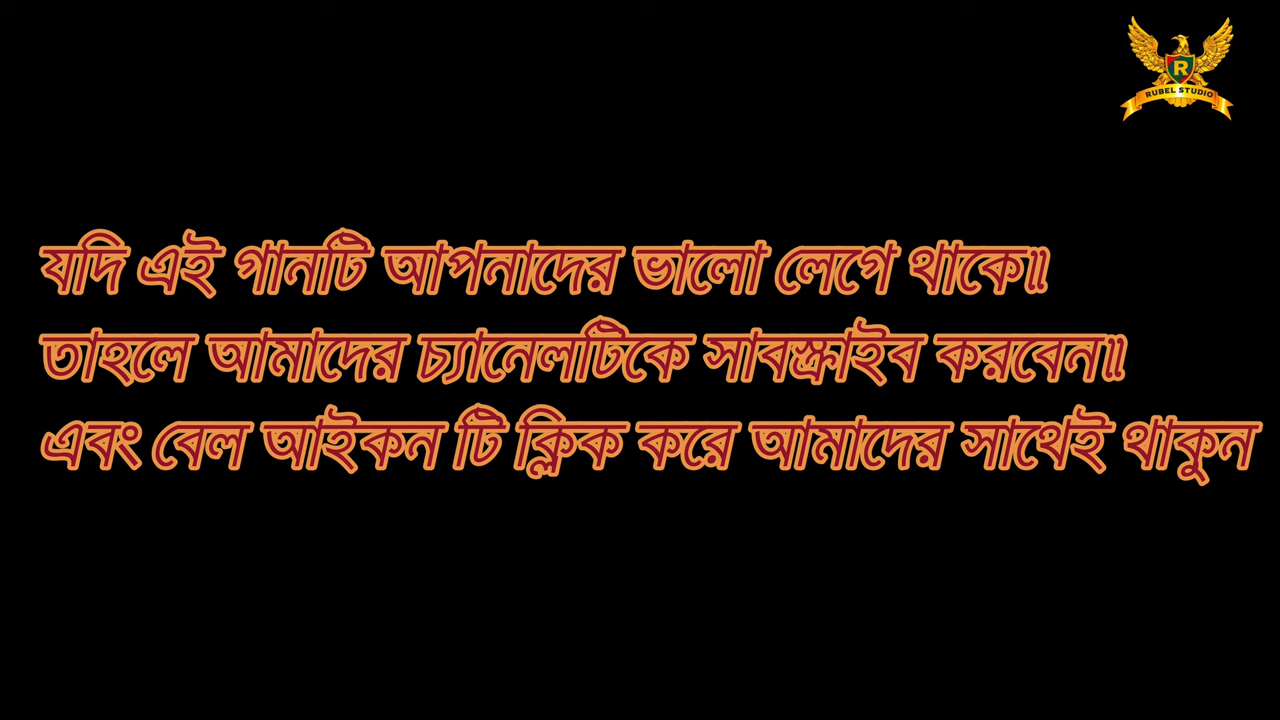 R
RUBEL STUDIO
যদি এই গানটি আপনাদের ভালো লেগে থাকে॥
তাহলে আমাদের চ্যানেলটিকে সাবস্ক্রাইব করবেন॥
এবং বেল আইকন টি ক্লিক করে আমাদের সাথেই থাকুন